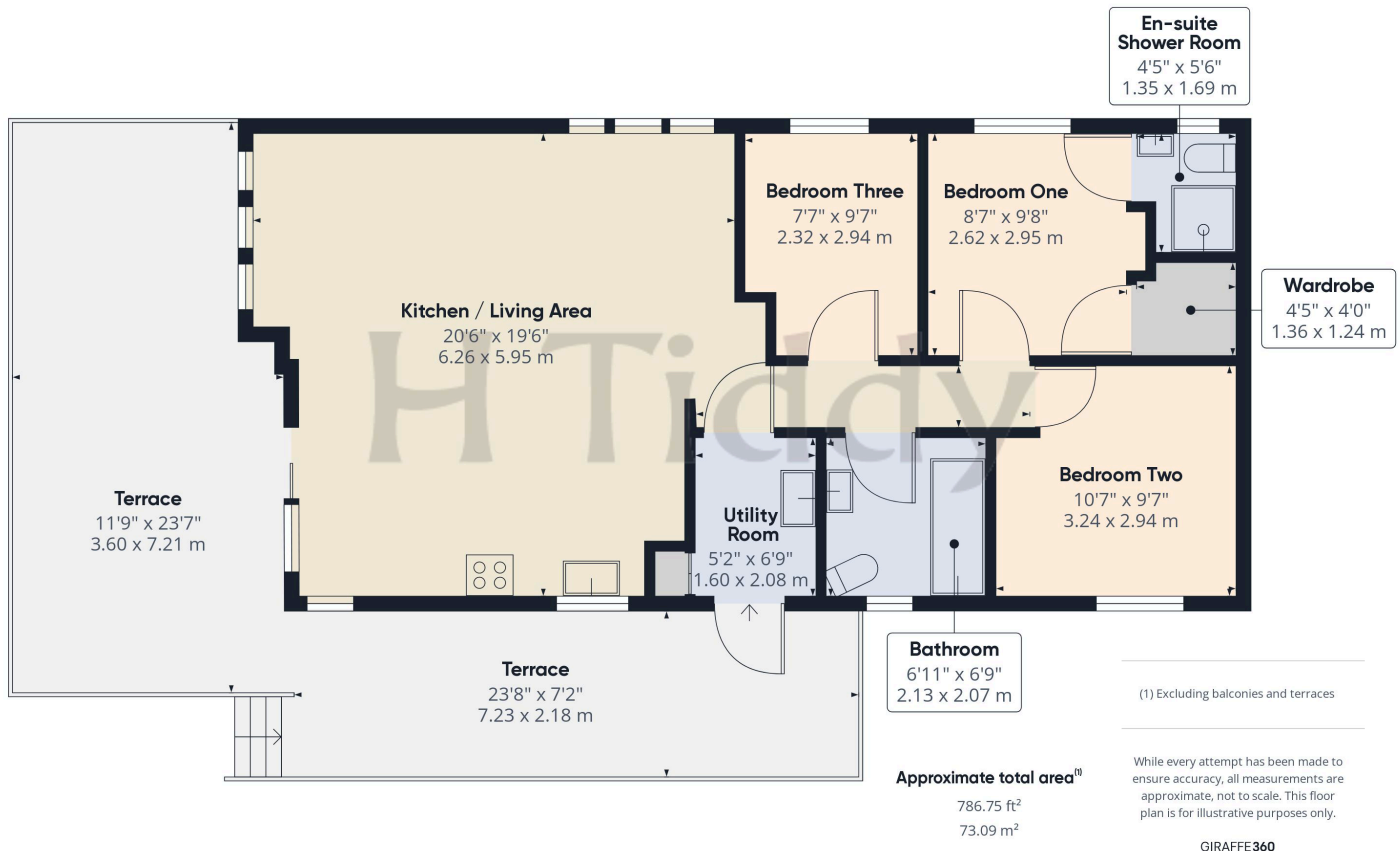 En-suite
Shower Room
4'5" x 5'6"
1.35 x 1.69 m
Bedroom Three
7'7" x 9'7"
2.32 x 2.94 m
Bedroom One
8'7" x 9'8"
2.62 x 2.95 m
Wardrobe
4'5" x 4'0"
1.36 x 1.24 m
Kitchen / Living Area
20'6" x 19'6"
6.26 x 5.95 m
H Tiddy
Terrace
11'9" x 23'7"
3.60 x 7.21 m
Utility
Room
5'2" x 6'9"
1.60 x 2.08 m
Bedroom Two
10'7" x 9'7"
3.24 x 2.94 m
Bathroom
6'11" x 6'9"
2.13 x 2.07 m
Terrace
23'8" x 7'2"
7.23 x 2.18 m
Approximate total area(1)
786.75 ft²
73.09 m²
(1) Excluding balconies and terraces
While every attempt has been made to
ensure accuracy, all measurements are
approximate, not to scale. This floor
plan is for illustrative purposes only.
GIRAFFE360